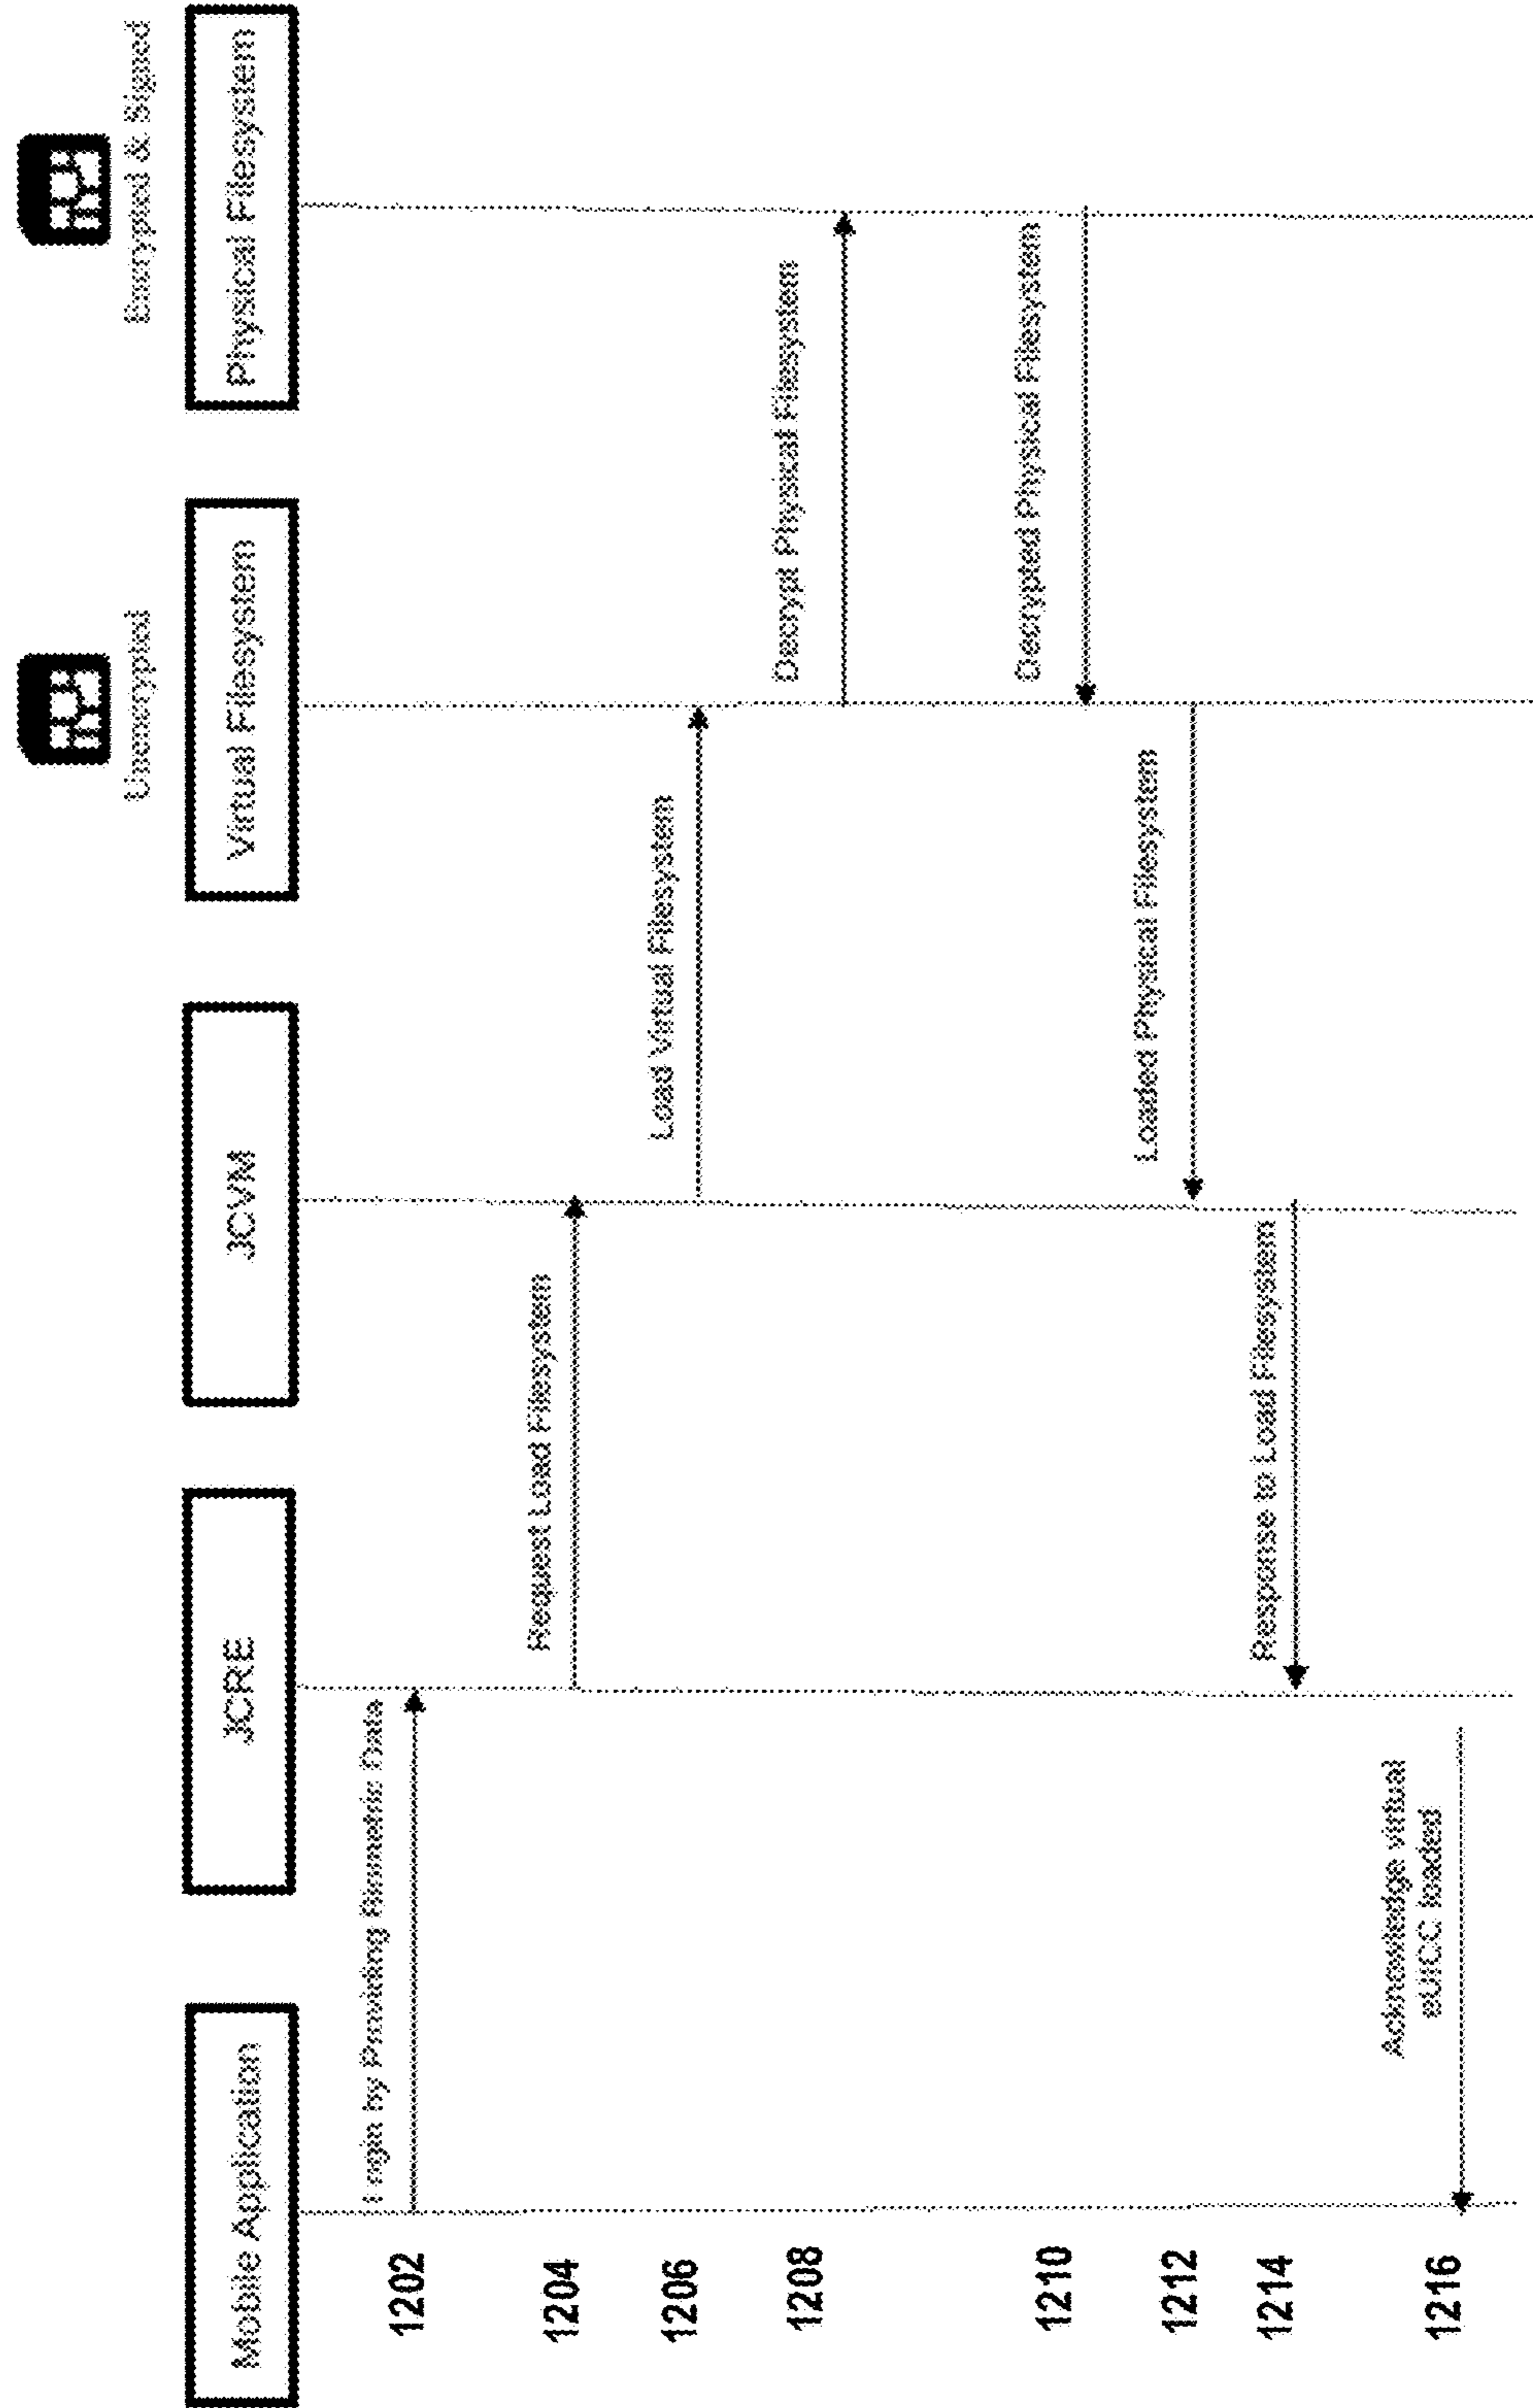 Unencrypted
Encrypted & Signed
Mobile Application
JCRE
JCVM
Virtual Filesystem
Physical Filesystem
1202
Login by Providing Biometric Data
1204
Request Load Filesystem
1206
Load Virtual Filesystem
1208
Decrypt Physical Filesystem
1210
Decrypted Physical Filesystem
1212
Loaded Physical Filesystem
1214
Response to Load Filesystem
1216
Acknowledge virtual
eUICC loaded